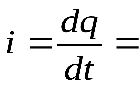 i = dq/dt =